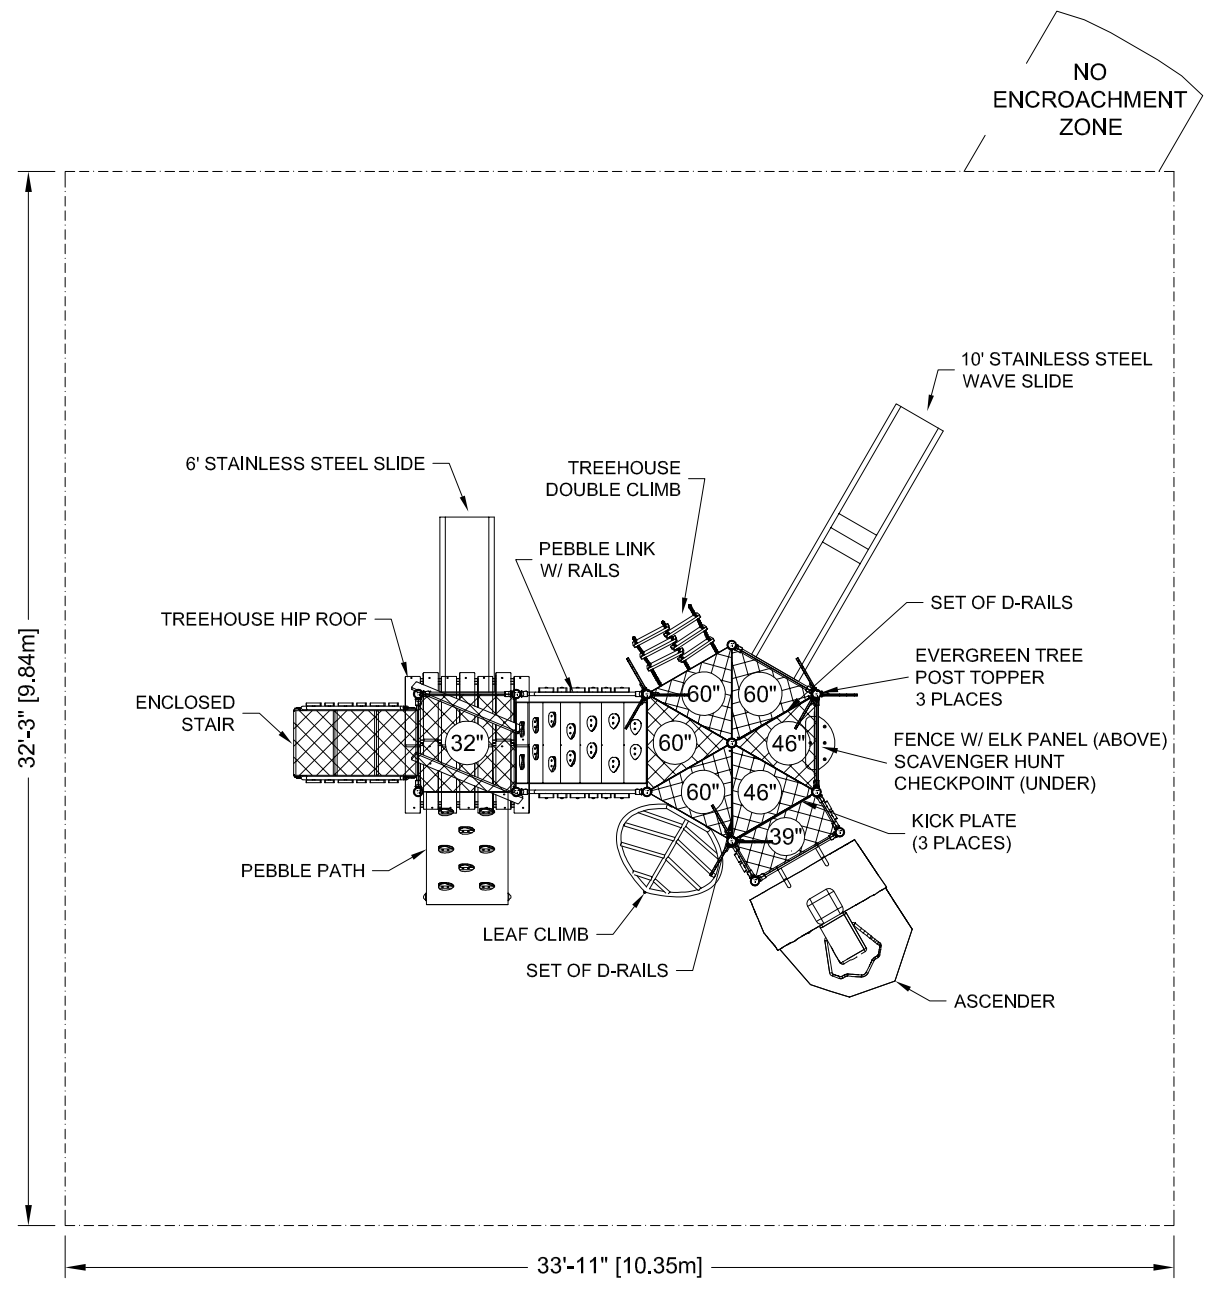 NO
ENCROACHMENT
ZONE
10' STAINLESS STEEL
WAVE SLIDE
6' STAINLESS STEEL SLIDE
TREEHOUSE
DOUBLE CLIMB
PEBBLE LINK
W/ RAILS
TREEHOUSE HIP ROOF
SET OF D-RAILS
EVERGREEN TREE
POST TOPPER
3 PLACES
ENCLOSED
STAIR
32'-3" [9.84m]
60"
60"
32"
60"
46"
FENCE W/ ELK PANEL (ABOVE)
SCAVENGER HUNT
CHECKPOINT (UNDER)
60"
46"
39"
KICK PLATE
(3 PLACES)
PEBBLE PATH
LEAF CLIMB
SET OF D-RAILS
ASCENDER
33'-11" [10.35m]